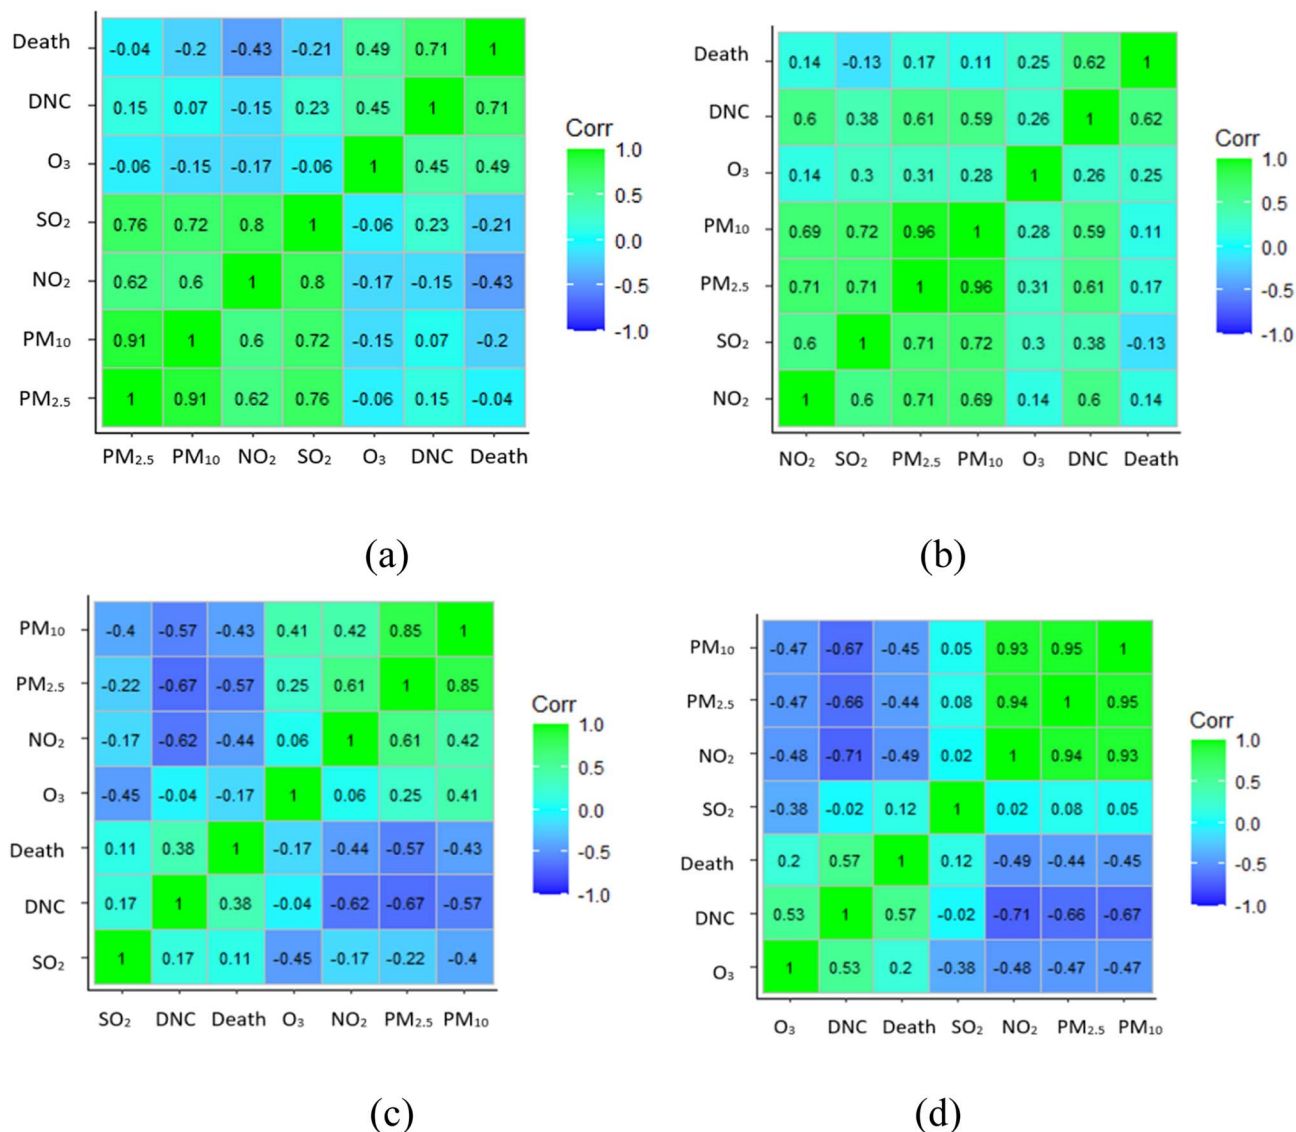 Death -0.04 -0.2 -0.43 -0.21 0.49 0.71 1
DNC 0.15 0.07 -0.15 0.23 0.45 1 0.71
O₃ -0.06 -0.15 -0.17 -0.06 1 0.45 0.49
SO₂ 0.76 0.72 0.8 1 -0.06 0.23 -0.21
NO₂ 0.62 0.6 1 0.8 -0.17 -0.15 -0.43
PM₁₀ 0.91 1 0.6 0.72 -0.15 0.07 -0.2
PM₂.₅ 1 0.91 0.62 0.76 -0.06 0.15 -0.04
PM₂.₅ PM₁₀ NO₂ SO₂ O₃ DNC Death
Corr
1.0
0.5
0.0
-0.5
-1.0
(a)
Death 0.14 -0.13 0.17 0.11 0.25 0.62 1
DNC 0.6 0.38 0.61 0.59 0.26 1 0.62
O₃ 0.14 0.3 0.31 0.28 1 0.26 0.25
PM₁₀ 0.69 0.72 0.96 1 0.28 0.59 0.11
PM₂.₅ 0.71 0.71 1 0.96 0.31 0.61 0.17
SO₂ 0.6 1 0.71 0.72 0.3 0.38 -0.13
NO₂ 1 0.6 0.71 0.69 0.14 0.6 0.14
NO₂ SO₂ PM₂.₅ PM₁₀ O₃ DNC Death
Corr
1.0
0.5
0.0
-0.5
-1.0
(b)
PM₁₀ -0.4 -0.57 -0.43 0.41 0.42 0.85 1
PM₂.₅ -0.22 -0.67 -0.57 0.25 0.61 1 0.85
NO₂ -0.17 -0.62 -0.44 0.06 1 0.61 0.42
O₃ -0.45 -0.04 -0.17 1 0.06 0.25 0.41
Death 0.11 0.38 1 -0.17 -0.44 -0.57 -0.43
DNC 0.17 1 0.38 -0.04 -0.62 -0.67 -0.57
SO₂ 1 0.17 0.11 -0.45 -0.17 -0.22 -0.4
SO₂ DNC Death O₃ NO₂ PM₂.₅ PM₁₀
Corr
1.0
0.5
0.0
-0.5
-1.0
(c)
PM₁₀ -0.47 -0.67 -0.45 0.05 0.93 0.95 1
PM₂.₅ -0.47 -0.66 -0.44 0.08 0.94 1 0.95
NO₂ -0.48 -0.71 -0.49 0.02 1 0.94 0.93
SO₂ -0.38 -0.02 0.12 1 0.02 0.08 0.05
Death 0.2 0.57 1 0.12 -0.49 -0.44 -0.45
DNC 0.53 1 0.57 -0.02 -0.71 -0.66 -0.67
O₃ 1 0.53 0.2 -0.38 -0.48 -0.47 -0.47
O₃ DNC Death SO₂ NO₂ PM₂.₅ PM₁₀
Corr
1.0
0.5
0.0
-0.5
-1.0
(d)